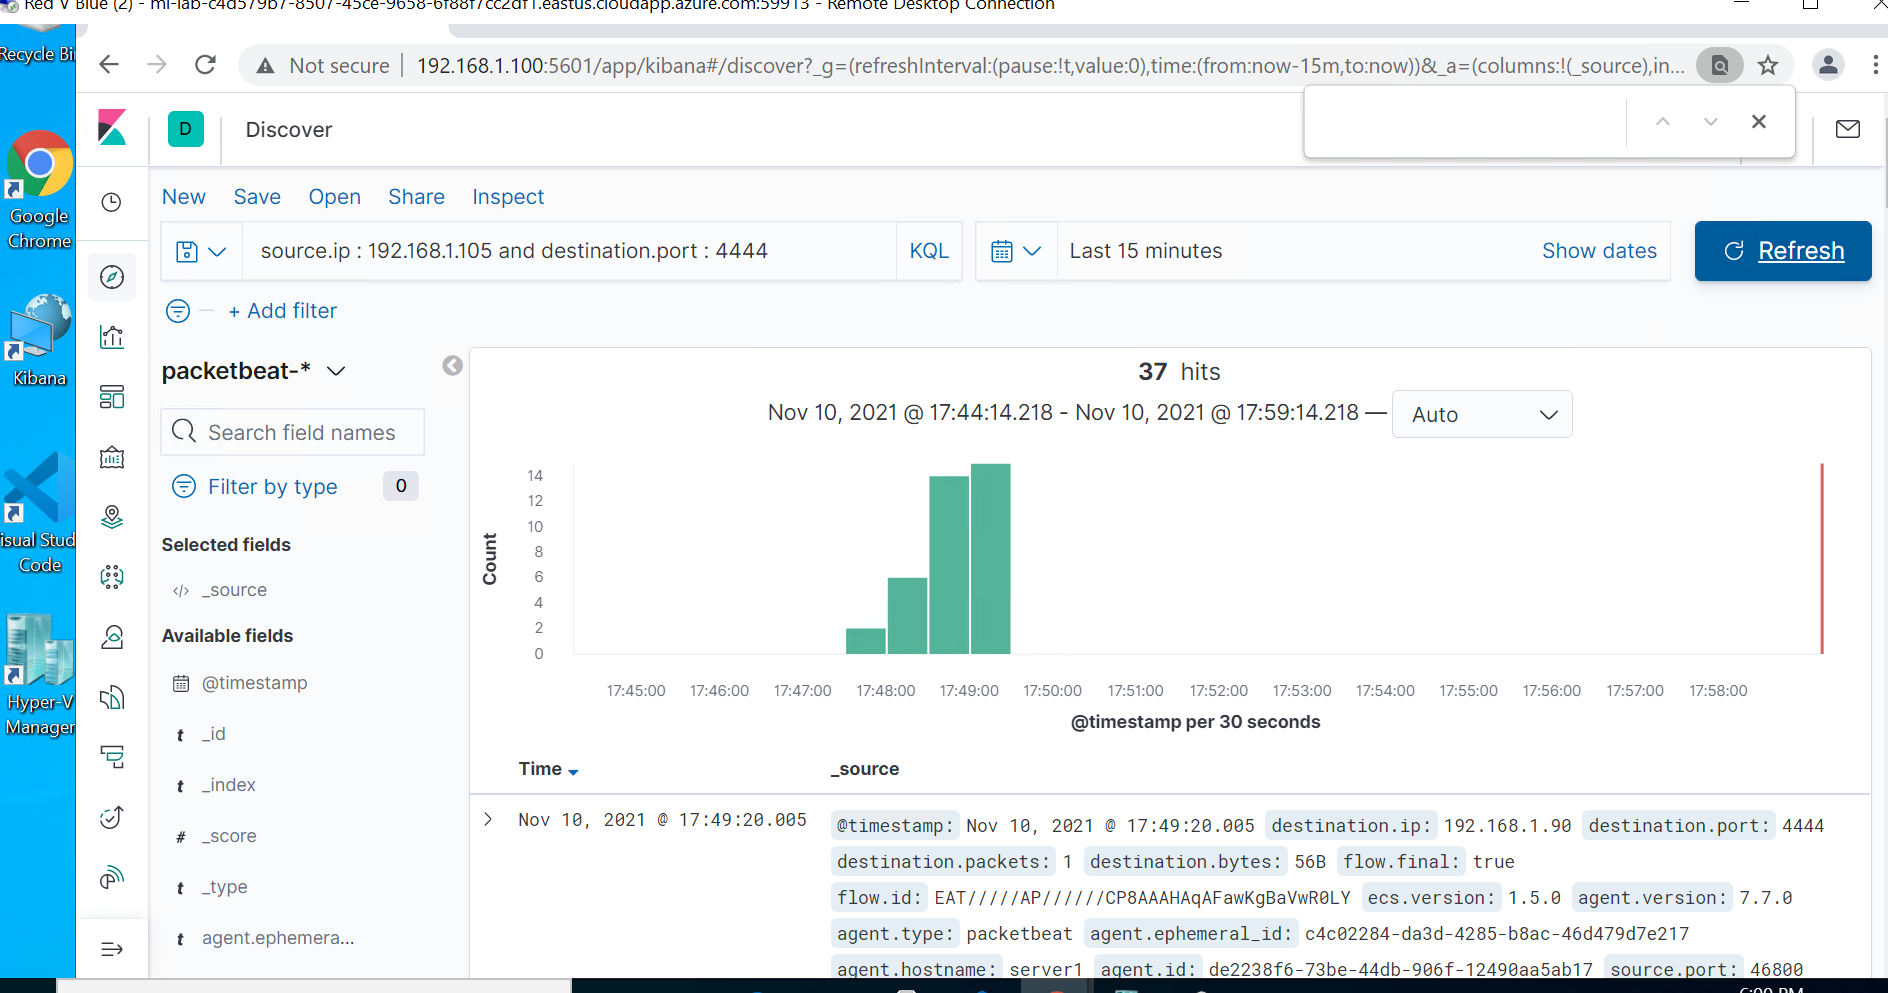 Red V Blue (2) - ml-lab-c4d579b7-8507-45ce-9658-6f88f7cc2df1.eastus.cloudapp.azure.com:59913 - Remote Desktop Connection
Recycle Bi
Not secure 192.168.1.100:5601/app/kibana#/discover?_g=(refreshInterval:(pause:!t,value:0),time:(from:now-15m,to:now))&_a=(columns:!(_source),in...
D Discover
Google
Chrome
Kibana
isual Stud
Code
Hyper-V
Manager
New Save Open Share Inspect
source.ip : 192.168.1.105 and destination.port : 4444 KQL Last 15 minutes Show dates Refresh
+ Add filter
packetbeat-*
Search field names
Filter by type 0
Selected fields
</> _source
Available fields
@timestamp
t _id
t _index
# _score
t _type
t agent.ephemera...
37 hits
Nov 10, 2021 @ 17:44:14.218 - Nov 10, 2021 @ 17:59:14.218 — Auto
Count
14
12
10
8
6
4
2
0
17:45:00 17:46:00 17:47:00 17:48:00 17:49:00 17:50:00 17:51:00 17:52:00 17:53:00 17:54:00 17:55:00 17:56:00 17:57:00 17:58:00
@timestamp per 30 seconds
Time _source
Nov 10, 2021 @ 17:49:20.005 @timestamp: Nov 10, 2021 @ 17:49:20.005 destination.ip: 192.168.1.90 destination.port: 4444
destination.packets: 1 destination.bytes: 56B flow.final: true
flow.id: EAT/////AP//////CP8AAAHAqAFawKgBaVwR0LY ecs.version: 1.5.0 agent.version: 7.7.0
agent.type: packetbeat agent.ephemeral_id: c4c02284-da3d-4285-b8ac-46d479d7e217
agent.hostname: server1 agent.id: de2238f6-73be-44db-906f-12490aa5ab17 source.port: 46800
6:00 PM